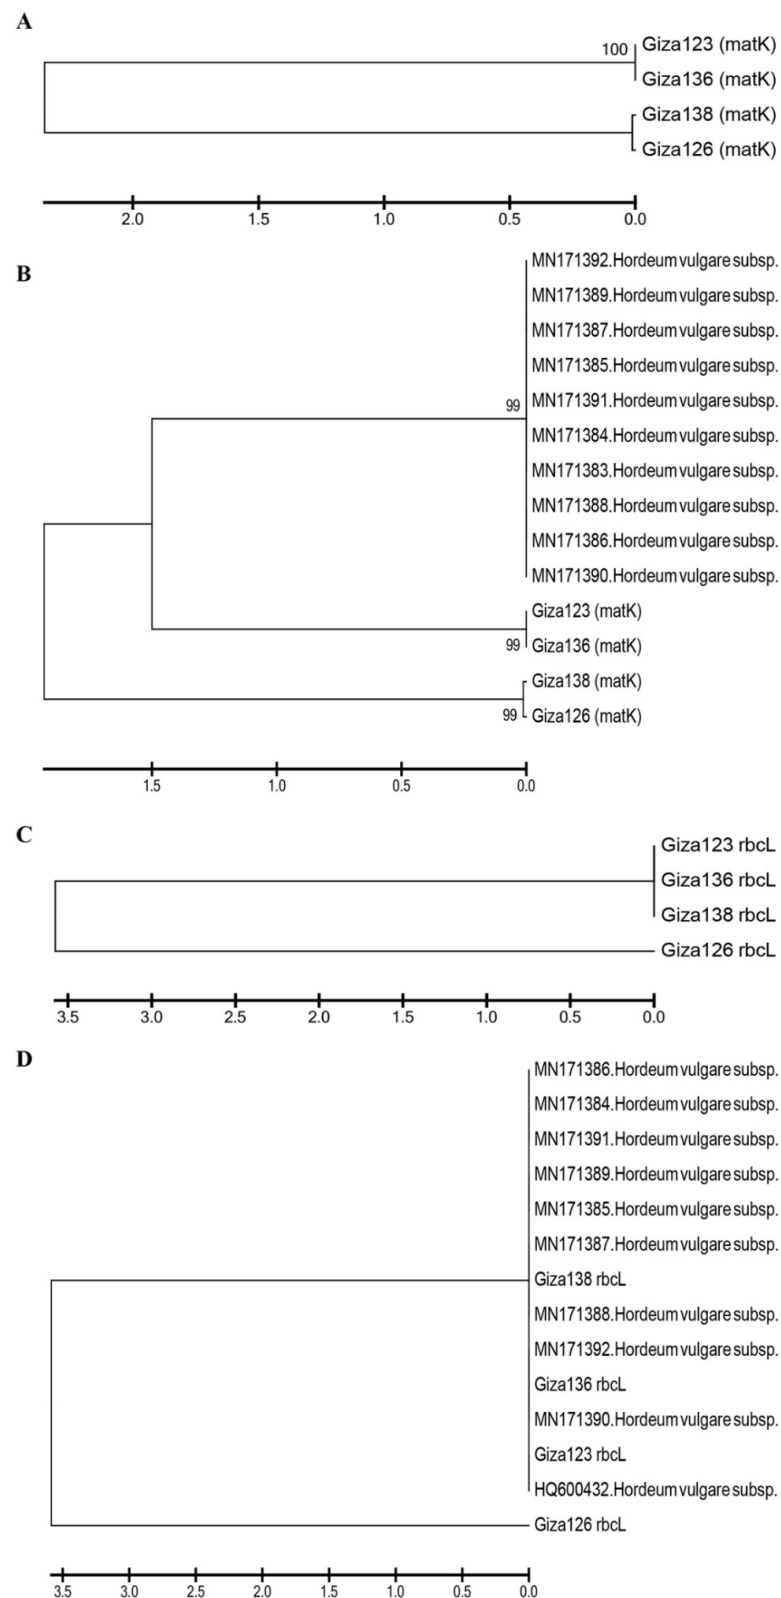 A
100
Giza123 (matK)
Giza136 (matK)
Giza138 (matK)
Giza126 (matK)
2.0 1.5 1.0 0.5 0.0
B
MN171392.Hordeum vulgare subsp.
MN171389.Hordeum vulgare subsp.
MN171387.Hordeum vulgare subsp.
MN171385.Hordeum vulgare subsp.
99
MN171391.Hordeum vulgare subsp.
MN171384.Hordeum vulgare subsp.
MN171383.Hordeum vulgare subsp.
MN171388.Hordeum vulgare subsp.
MN171386.Hordeum vulgare subsp.
MN171390.Hordeum vulgare subsp.
Giza123 (matK)
99 Giza136 (matK)
Giza138 (matK)
99 Giza126 (matK)
1.5 1.0 0.5 0.0
C
Giza123 rbcL
Giza136 rbcL
Giza138 rbcL
Giza126 rbcL
3.5 3.0 2.5 2.0 1.5 1.0 0.5 0.0
D
MN171386.Hordeum vulgare subsp.
MN171384.Hordeum vulgare subsp.
MN171391.Hordeum vulgare subsp.
MN171389.Hordeum vulgare subsp.
MN171385.Hordeum vulgare subsp.
MN171387.Hordeum vulgare subsp.
Giza138 rbcL
MN171388.Hordeum vulgare subsp.
MN171392.Hordeum vulgare subsp.
Giza136 rbcL
MN171390.Hordeum vulgare subsp.
Giza123 rbcL
HQ600432.Hordeum vulgare subsp.
Giza126 rbcL
3.5 3.0 2.5 2.0 1.5 1.0 0.5 0.0